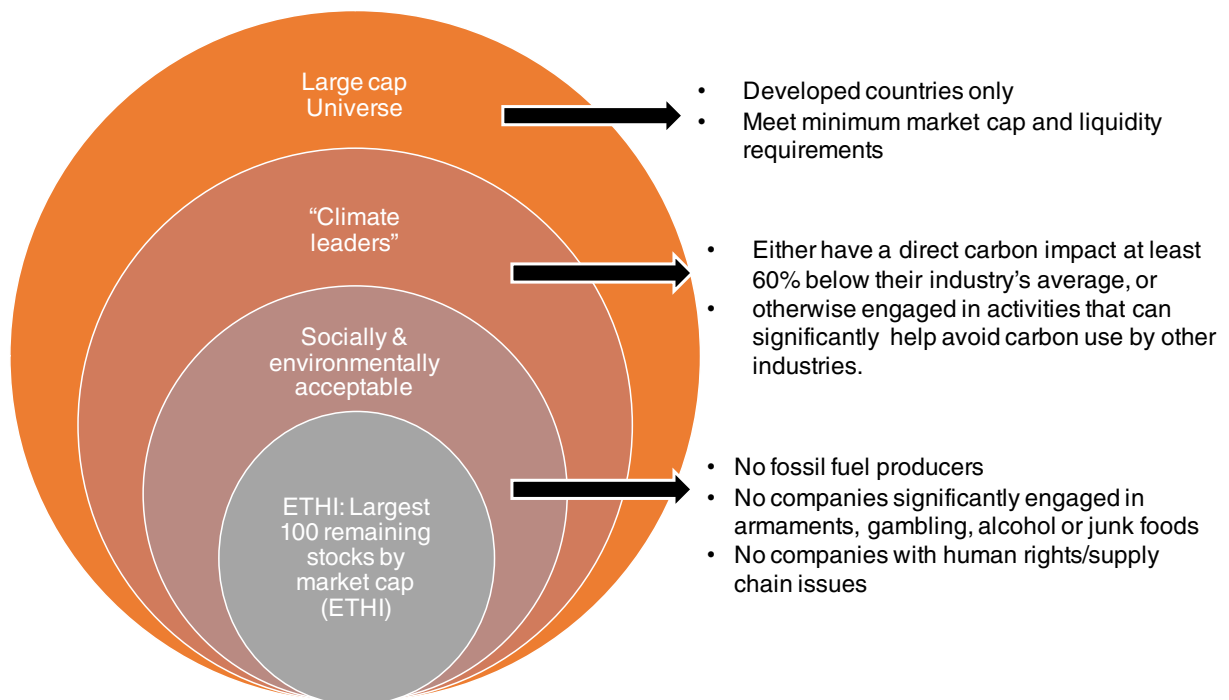 Large cap
Universe
• Developed countries only
• Meet minimum market cap and liquidity
requirements
“Climate
leaders”
• Either have a direct carbon impact at least
60% below their industry’s average, or
• otherwise engaged in activities that can
significantly help avoid carbon use by other
industries.
Socially &
environmentally
acceptable
• No fossil fuel producers
• No companies significantly engaged in
armaments, gambling, alcohol or junk foods
• No companies with human rights/supply
chain issues
ETHI: Largest
100 remaining
stocks by
market cap
(ETHI)